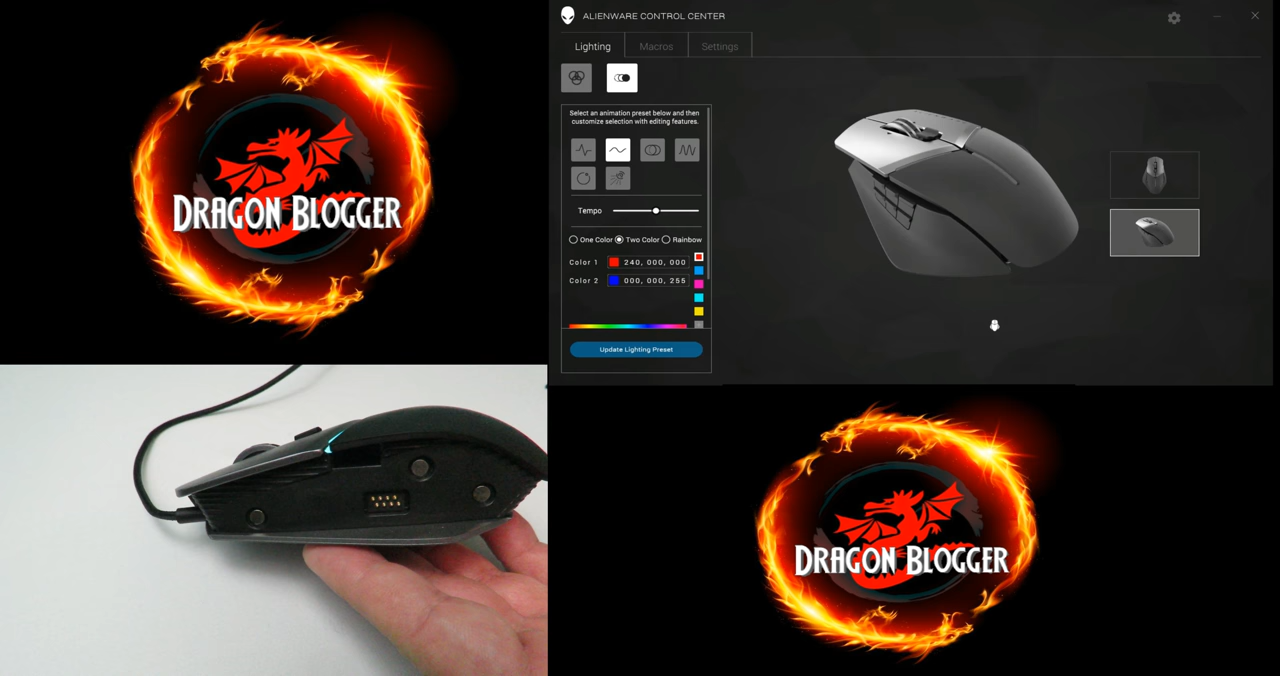 DRAGON BLOGGER
ALIENWARE CONTROL CENTER
Lighting Macros Settings
Select an animation preset below and then
customize selection with editing features.
Tempo
One Color Two Color Rainbow
Color 1 240, 000, 000
Color 2 000, 000, 255
Update Lighting Preset
DRAGON BLOGGER